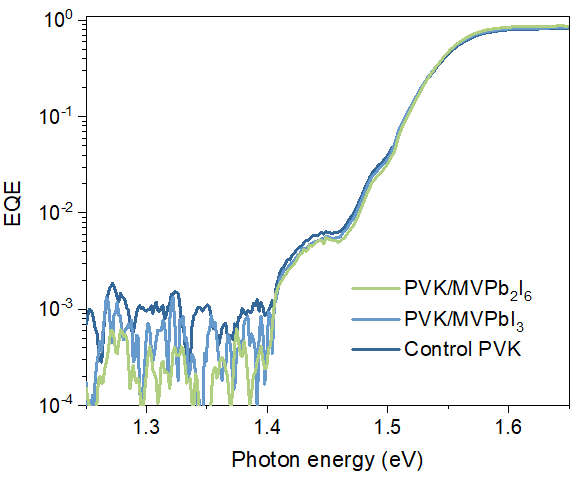 10⁰
10⁻¹
10⁻²
10⁻³
10⁻⁴
EQE
PVK/MVPb₂I₆
PVK/MVPbI₃
Control PVK
1.3 1.4 1.5 1.6
Photon energy (eV)